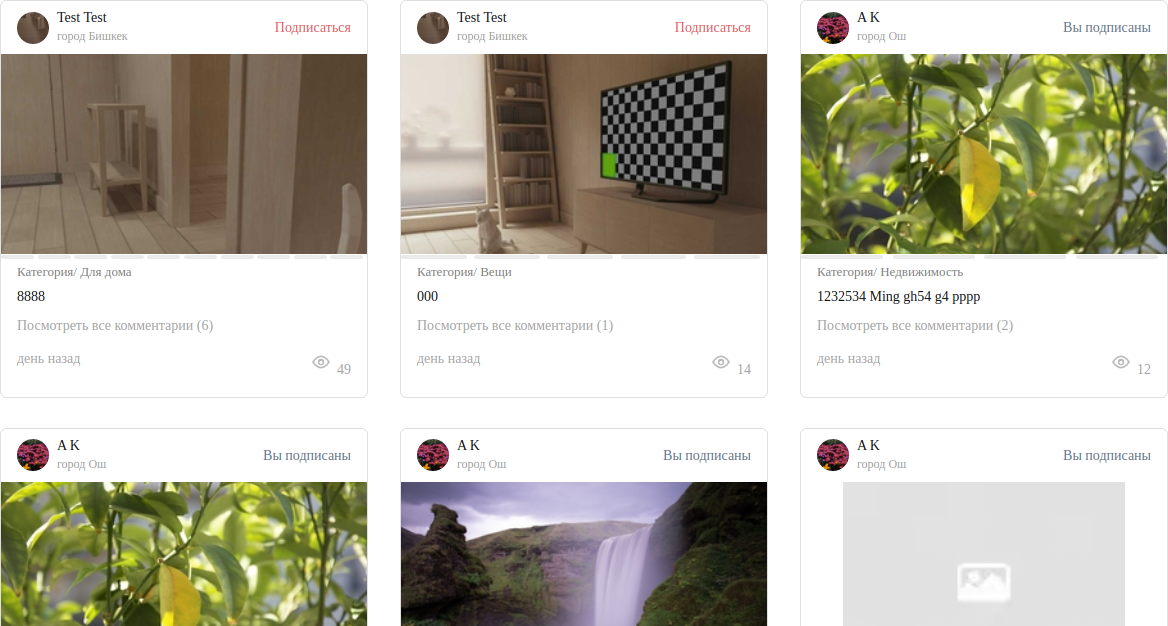 Test Test
город Бишкек
Подписаться
Категория/ Для дома
8888
Посмотреть все комментарии (6)
день назад
49
Test Test
город Бишкек
Подписаться
Категория/ Вещи
000
Посмотреть все комментарии (1)
день назад
14
A K
город Ош
Вы подписаны
Категория/ Недвижимость
1232534 Ming gh54 g4 pppp
Посмотреть все комментарии (2)
день назад
12
A K
город Ош
Вы подписаны
A K
город Ош
Вы подписаны
A K
город Ош
Вы подписаны